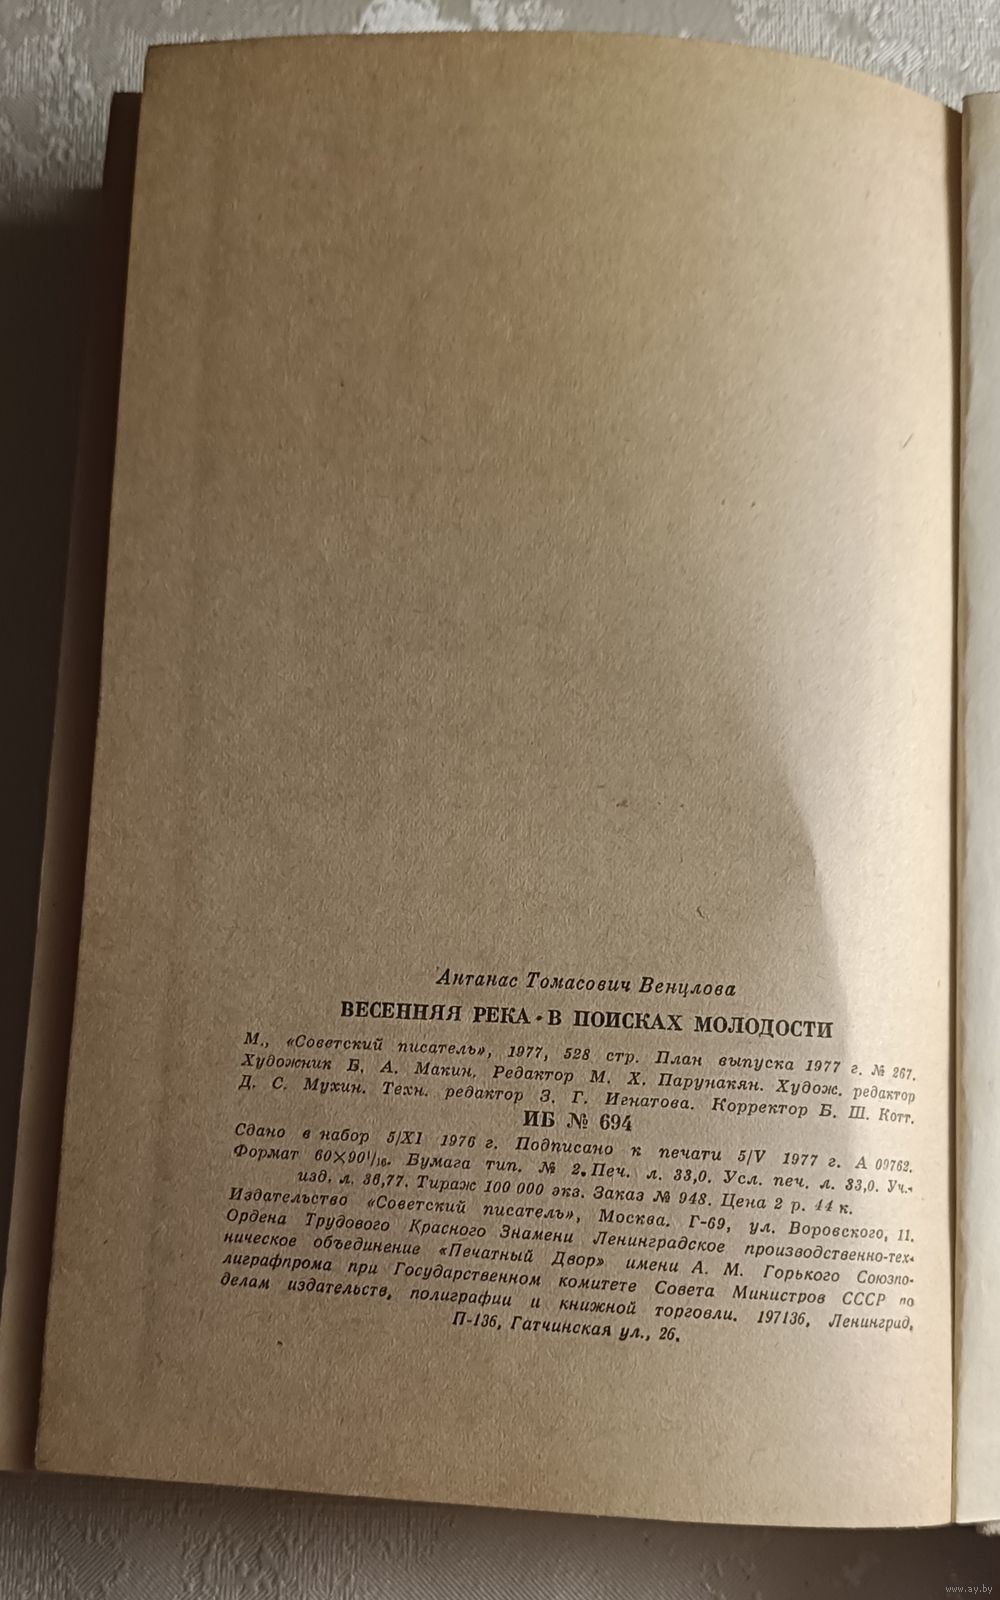 Антанас Томасович Венцлова
ВЕСЕННЯЯ РЕКА • В ПОИСКАХ МОЛОДОСТИ
М., «Советский писатель», 1977, 528 стр. План выпуска 1977 г. № 267.
Художник Б. А. Макин. Редактор М. Х. Парунакян. Худож. редактор
Д. С. Мухин. Техн. редактор З. Г. Игнатова. Корректор Б. Ш. Котт.
ИБ № 694
Сдано в набор 5/XI 1976 г. Подписано к печати 5/V 1977 г. А 09762.
Формат 60×90 1/16. Бумага тип. № 2. Печ. л. 33,0. Усл. печ. л. 33,0. Уч.-
изд. л. 36,77. Тираж 100 000 экз. Заказ № 948. Цена 2 р. 44 к.
Издательство «Советский писатель», Москва. Г-69, ул. Воровского, 11.
Ордена Трудового Красного Знамени Ленинградское производственно-тех-
ническое объединение «Печатный Двор» имени А. М. Горького Союзпо-
лиграфпрома при Государственном комитете Совета Министров СССР по
делам издательств, полиграфии и книжной торговли. 197136, Ленинград,
П-136, Гатчинская ул., 26.
www.ay.by